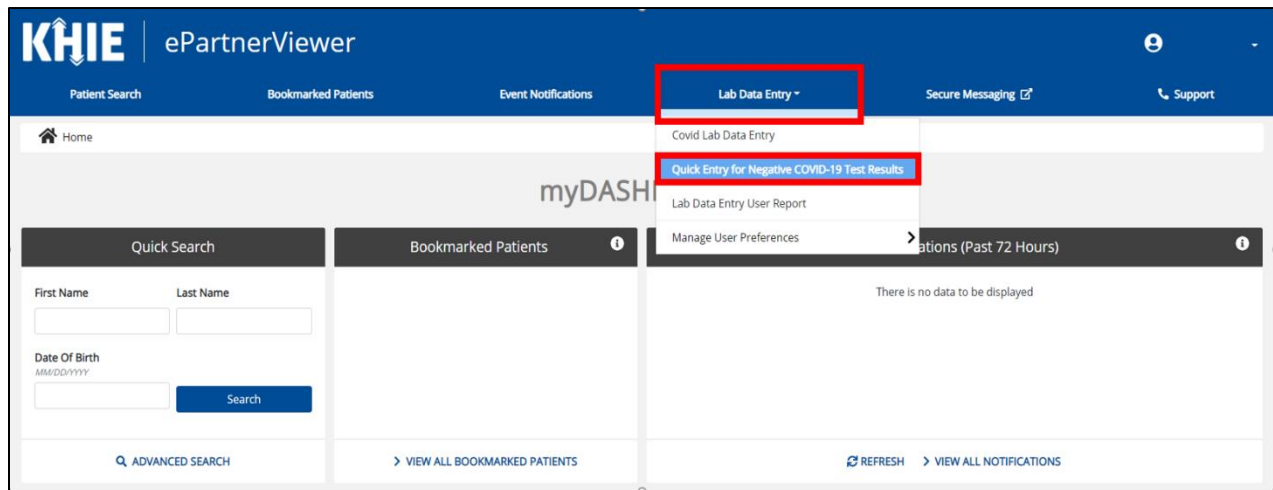 KHIE ePartnerViewer
Patient Search Bookmarked Patients Event Notifications Lab Data Entry Secure Messaging Support
Home
Covid Lab Data Entry
Quick Entry for Negative COVID-19 Test Results
Lab Data Entry User Report
Manage User Preferences
myDASH
Quick Search
First Name Last Name
Date Of Birth
MM/DD/YYYY
Search
ADVANCED SEARCH
Bookmarked Patients
VIEW ALL BOOKMARKED PATIENTS
(Past 72 Hours)
There is no data to be displayed
REFRESH VIEW ALL NOTIFICATIONS